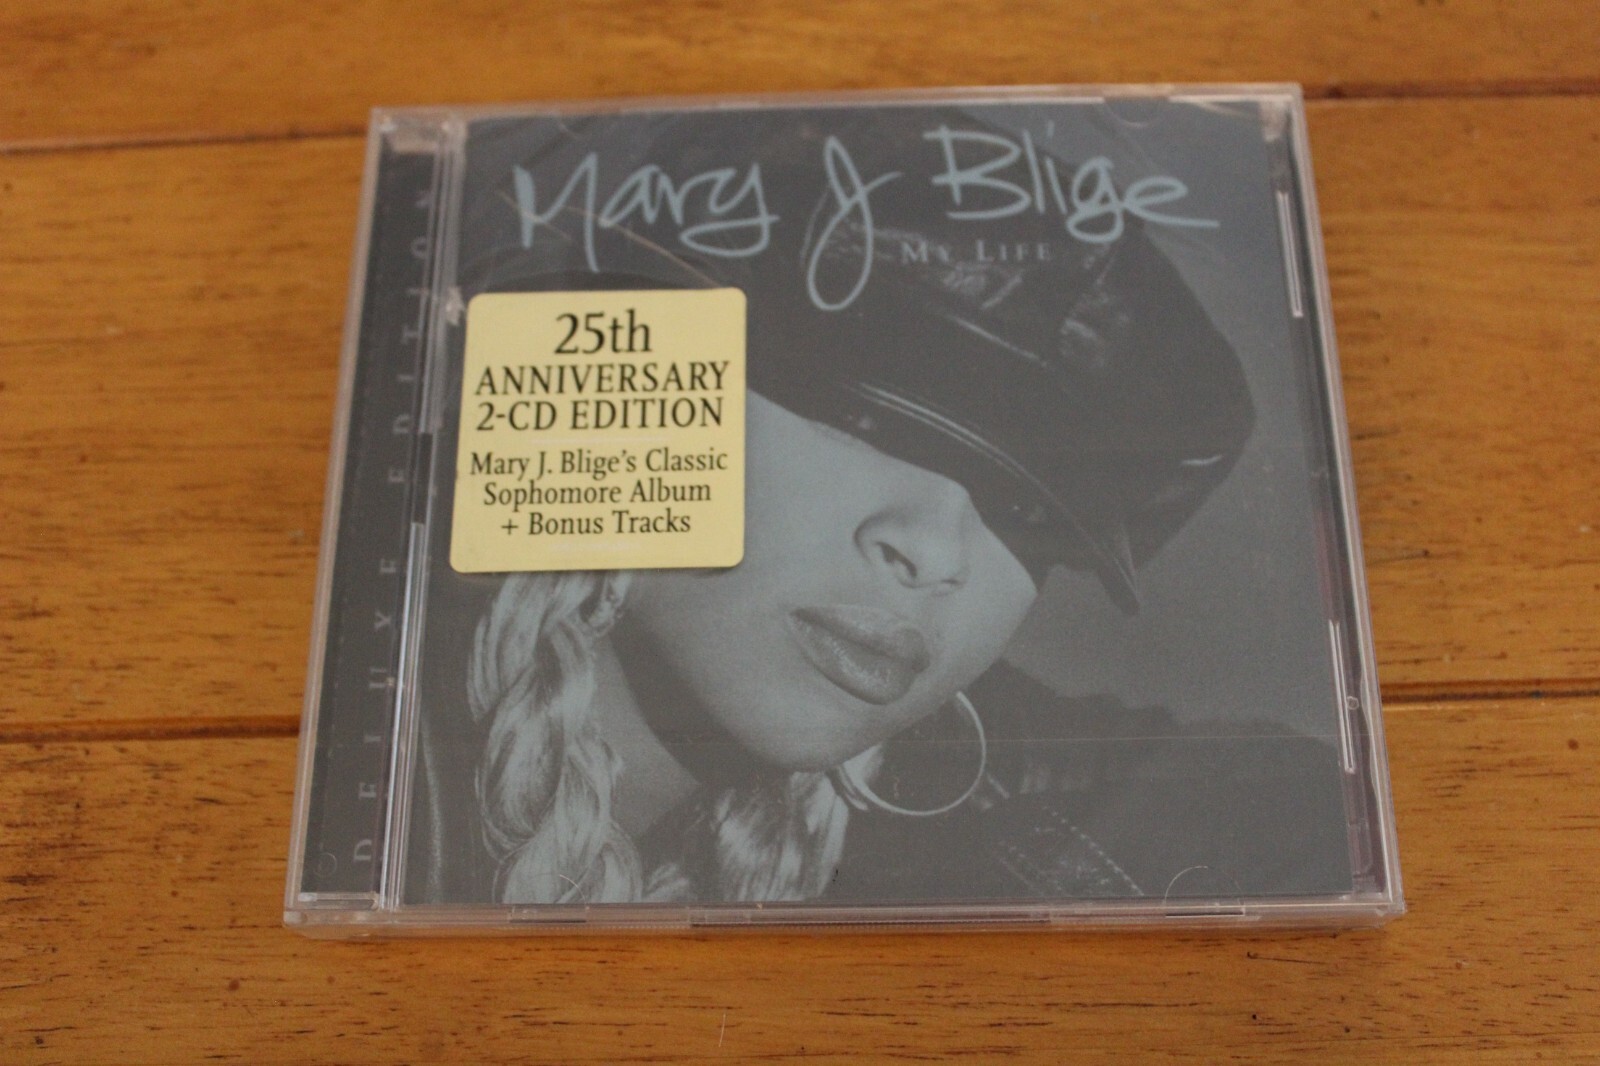 Mary J Blige
MY LIFE
25th
ANNIVERSARY
2-CD EDITION
Mary J. Blige's Classic
Sophomore Album
+ Bonus Tracks
DELUXE EDITION